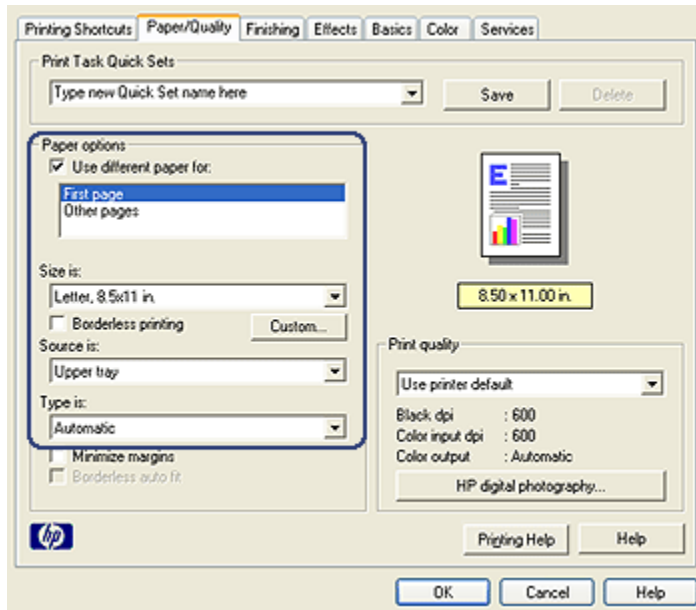 Printing Shortcuts Paper/Quality Finishing Effects Basics Color Services
Print Task Quick Sets
Type new Quick Set name here Save Delete
Paper options
Use different paper for:
First page
Other pages
E
Size is:
Letter, 8.5x11 in.
8.50 x 11.00 in.
Borderless printing Custom...
Source is:
Upper tray
Type is:
Automatic
Minimize margins
Borderless auto fit
Print quality
Use printer default
Black dpi : 600
Color input dpi : 600
Color output : Automatic
HP digital photography...
hp
Printing Help Help
OK Cancel Help